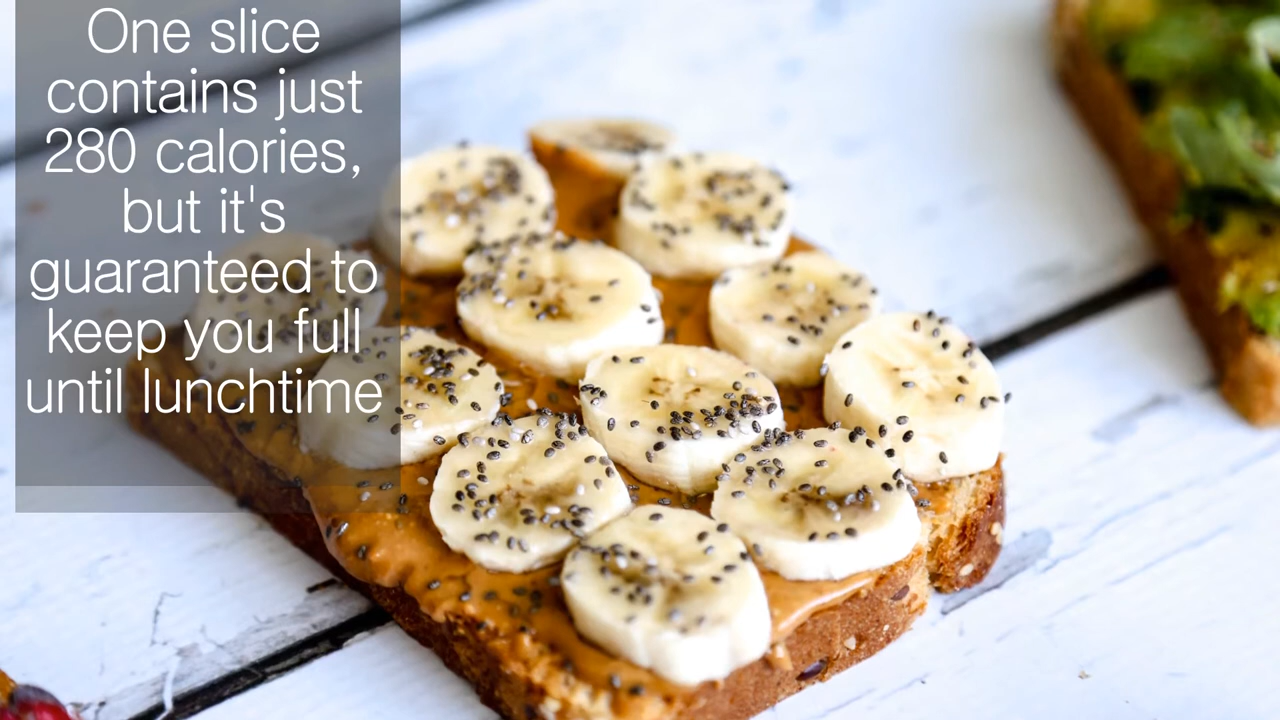 One slice
contains just
280 calories,
but it's
guaranteed to
keep you full
until lunchtime